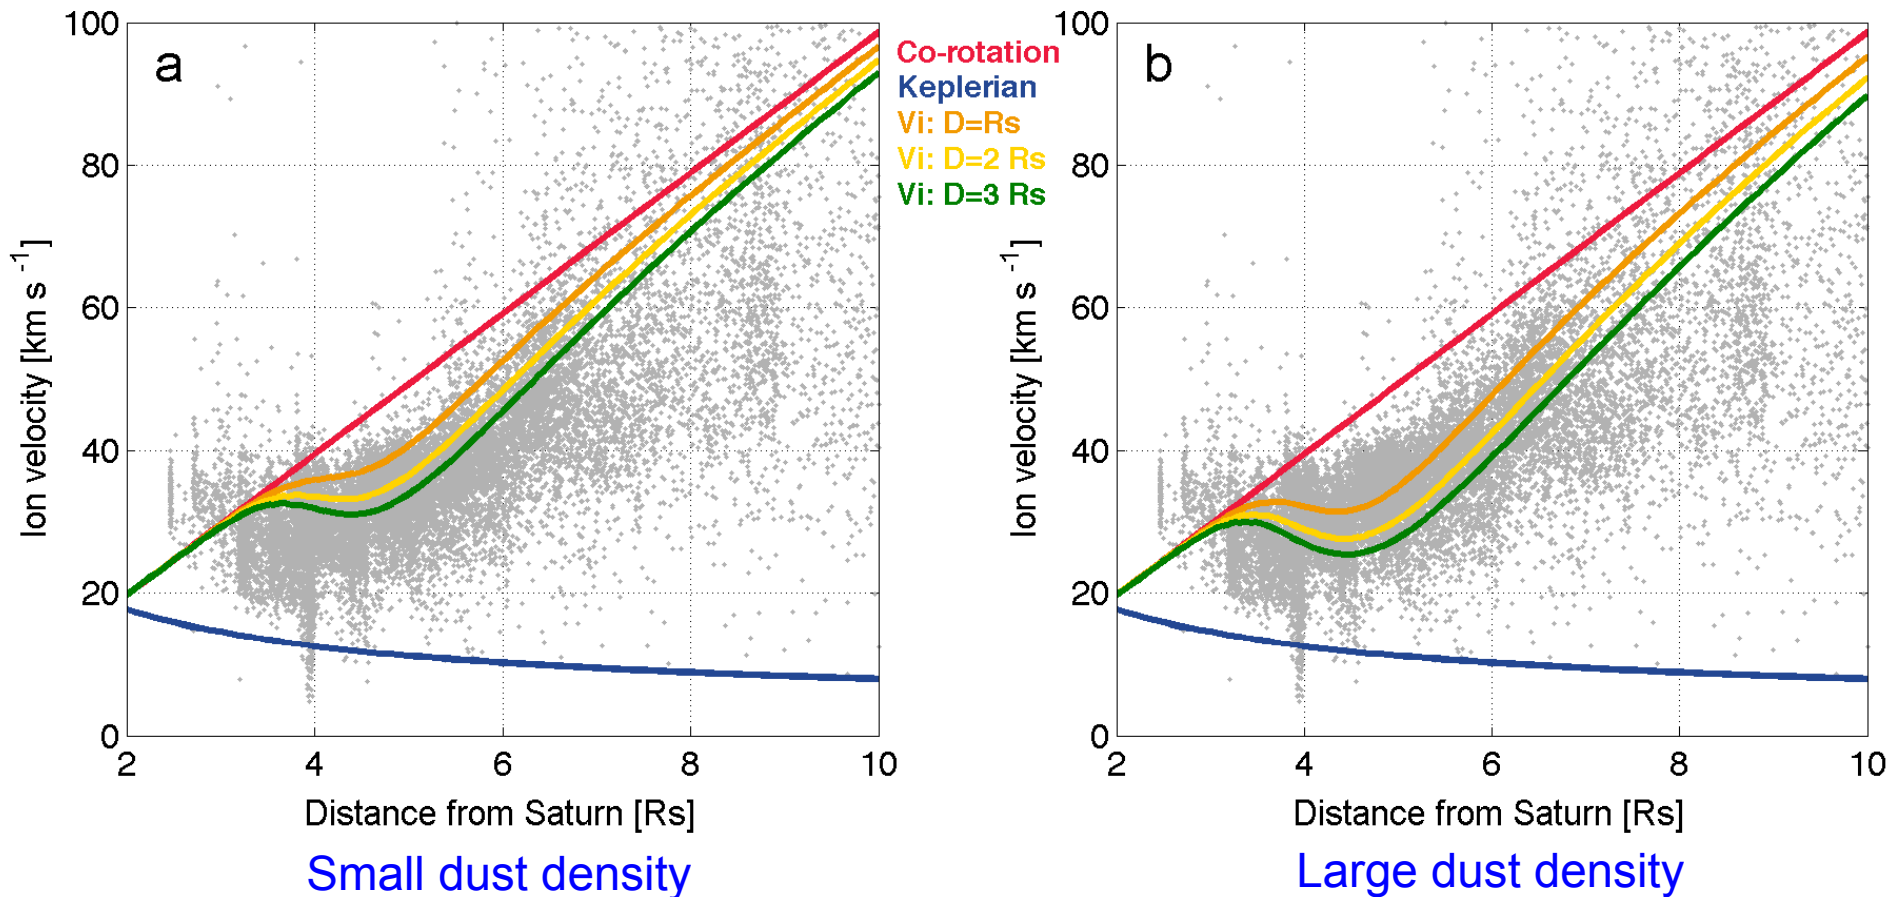 a
100
80
60
40
20
0
2 4 6 8 10
Ion velocity [km s -1]
Distance from Saturn [Rs]
Small dust density
Co-rotation
Keplerian
Vi: D=Rs
Vi: D=2 Rs
Vi: D=3 Rs
b
100
80
60
40
20
0
2 4 6 8 10
Ion velocity [km s -1]
Distance from Saturn [Rs]
Large dust density